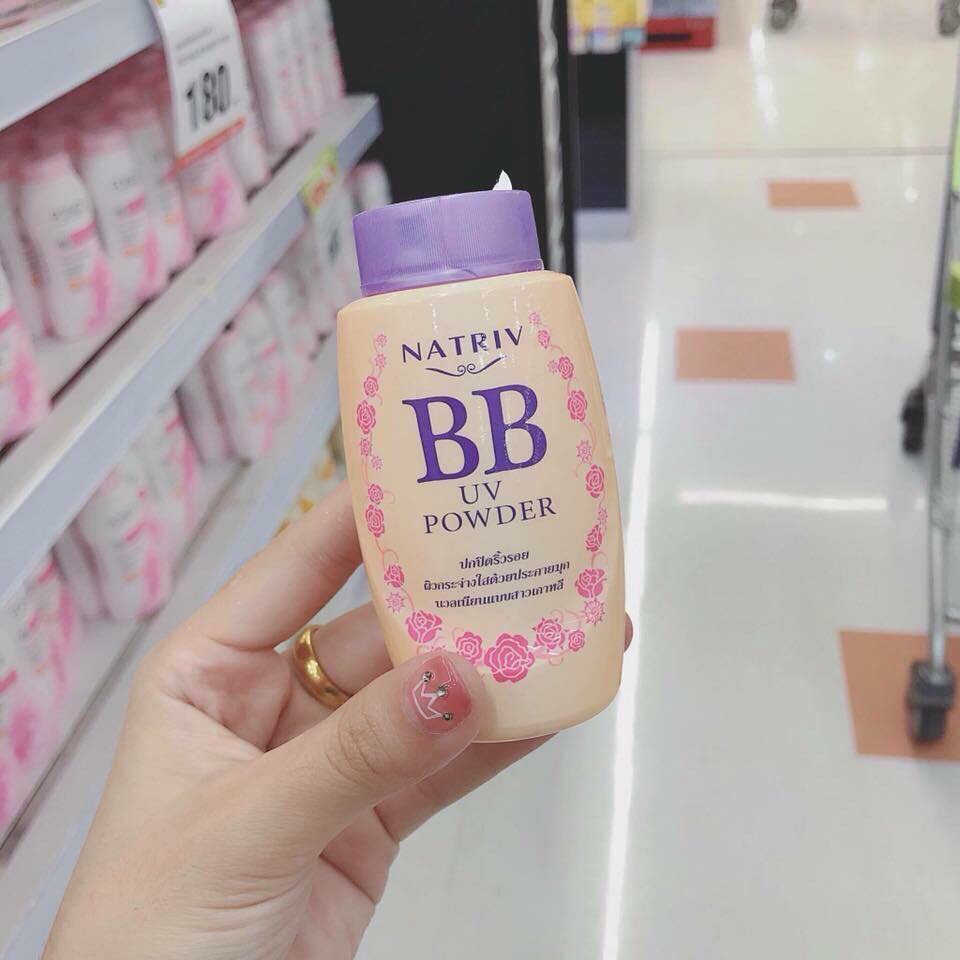 180
NATRIV
BB
UV
POWDER
ปกปิดริ้วรอย
ผิวกระจ่างใสด้วยประกายมุก
นวลเนียนแบบสาวเกาหลี